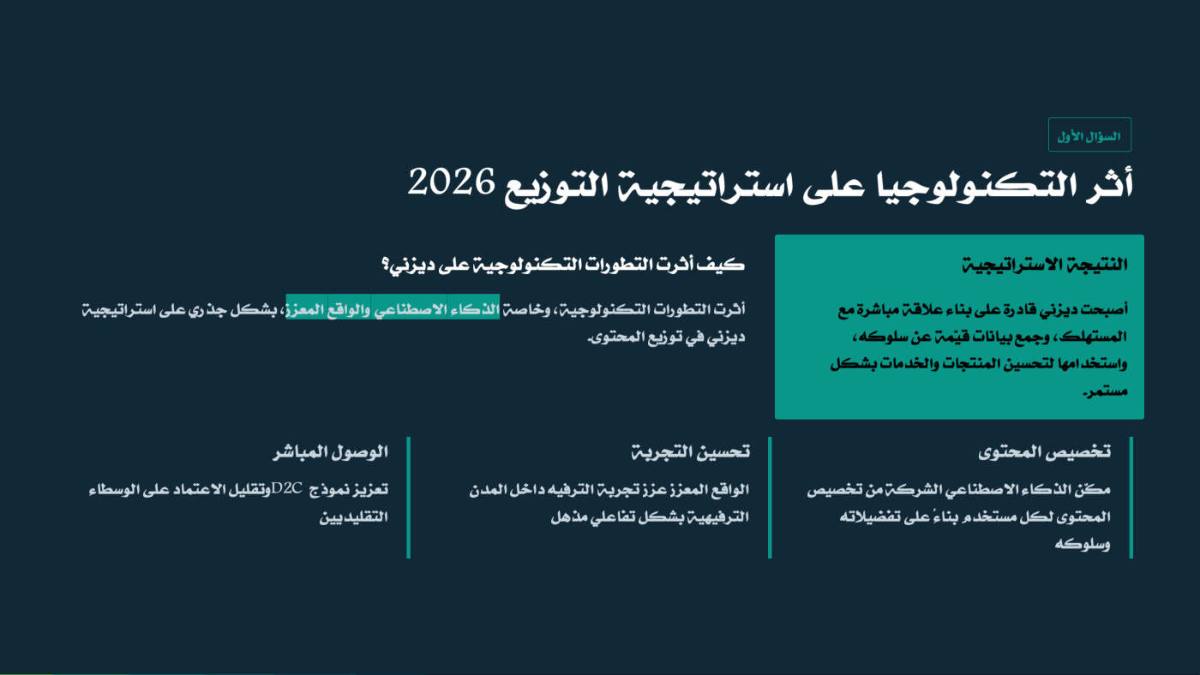 السؤال الأول
أثر التكنولوجيا على استراتيجية التوزيع 2026
النتيجة الاستراتيجية
أصبحت ديزني قادرة على بناء علاقة مباشرة مع
المستهلك، وجمع بيانات قيّمة عن سلوكه،
واستخدامها لتحسين المنتجات والخدمات بشكل
مستمر.
كيف أثرت التطورات التكنولوجية على ديزني؟
أثرت التطورات التكنولوجية، وخاصة الذكاء الاصطناعي والواقع المعزز، بشكل جذري على استراتيجية
ديزني في توزيع المحتوى.
تخصيص المحتوى
مكّن الذكاء الاصطناعي الشركة من تخصيص
المحتوى لكل مستخدم بناءً على تفضيلاته
وسلوكه
تحسين التجربة
الواقع المعزز عزز تجربة الترفيه داخل المدن
الترفيهية بشكل تفاعلي مذهل
الوصول المباشر
تعزيز نموذج D2C وتقليل الاعتماد على الوسطاء
التقليديين